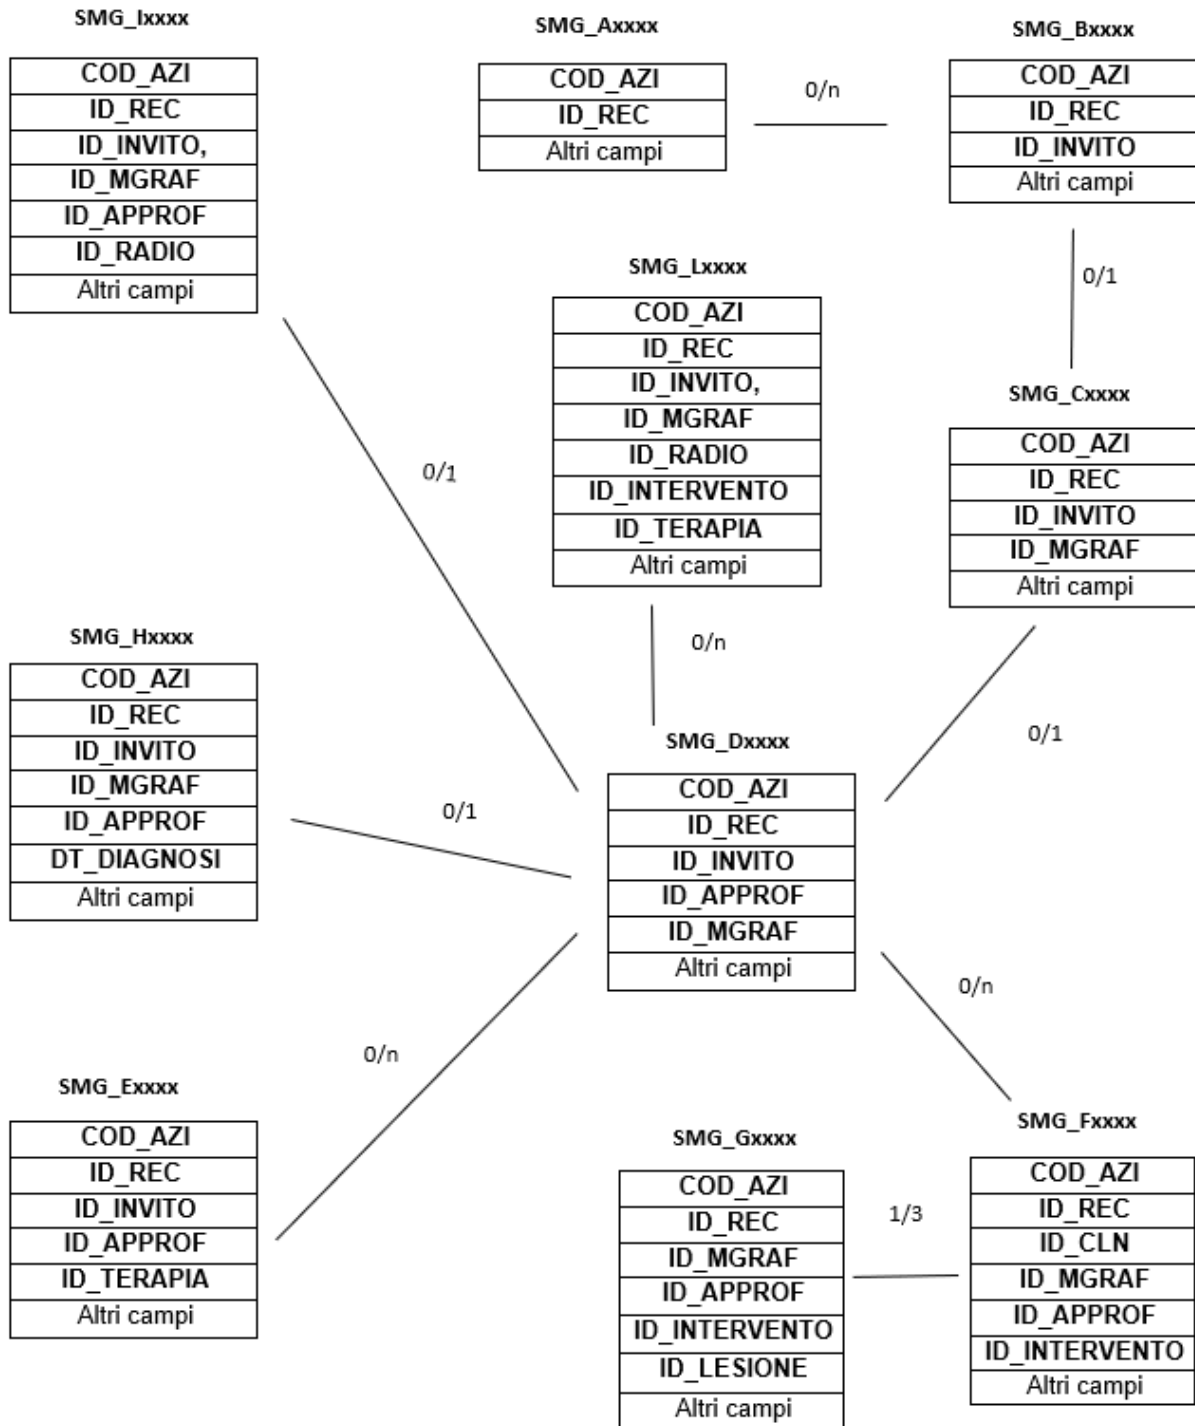 SMG_Ixxxx
COD_AZI
ID_REC
ID_INVITO,
ID_MGRAF
ID_APPROF
ID_RADIO
Altri campi
SMG_Axxxx
COD_AZI
ID_REC
Altri campi
0/n
SMG_Bxxxx
COD_AZI
ID_REC
ID_INVITO
Altri campi
0/1
SMG_Lxxxx
COD_AZI
ID_REC
ID_INVITO,
ID_MGRAF
ID_RADIO
ID_INTERVENTO
ID_TERAPIA
Altri campi
SMG_Cxxxx
COD_AZI
ID_REC
ID_INVITO
ID_MGRAF
Altri campi
0/1
0/n
0/1
SMG_Hxxxx
COD_AZI
ID_REC
ID_INVITO
ID_MGRAF
ID_APPROF
DT_DIAGNOSI
Altri campi
0/1
SMG_Dxxxx
COD_AZI
ID_REC
ID_INVITO
ID_APPROF
ID_MGRAF
Altri campi
0/n
0/n
SMG_Exxxx
COD_AZI
ID_REC
ID_INVITO
ID_APPROF
ID_TERAPIA
Altri campi
SMG_Gxxxx
COD_AZI
ID_REC
ID_MGRAF
ID_APPROF
ID_INTERVENTO
ID_LESIONE
Altri campi
1/3
SMG_Fxxxx
COD_AZI
ID_REC
ID_CLN
ID_MGRAF
ID_APPROF
ID_INTERVENTO
Altri campi